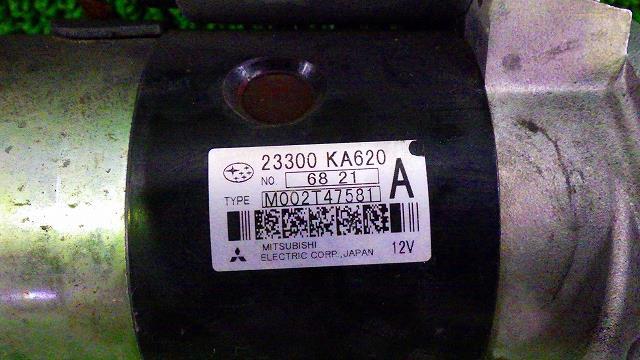 23300 KA620
NO. 68 21
A
TYPE M002T47581
MITSUBISHI
ELECTRIC CORP., JAPAN 12V